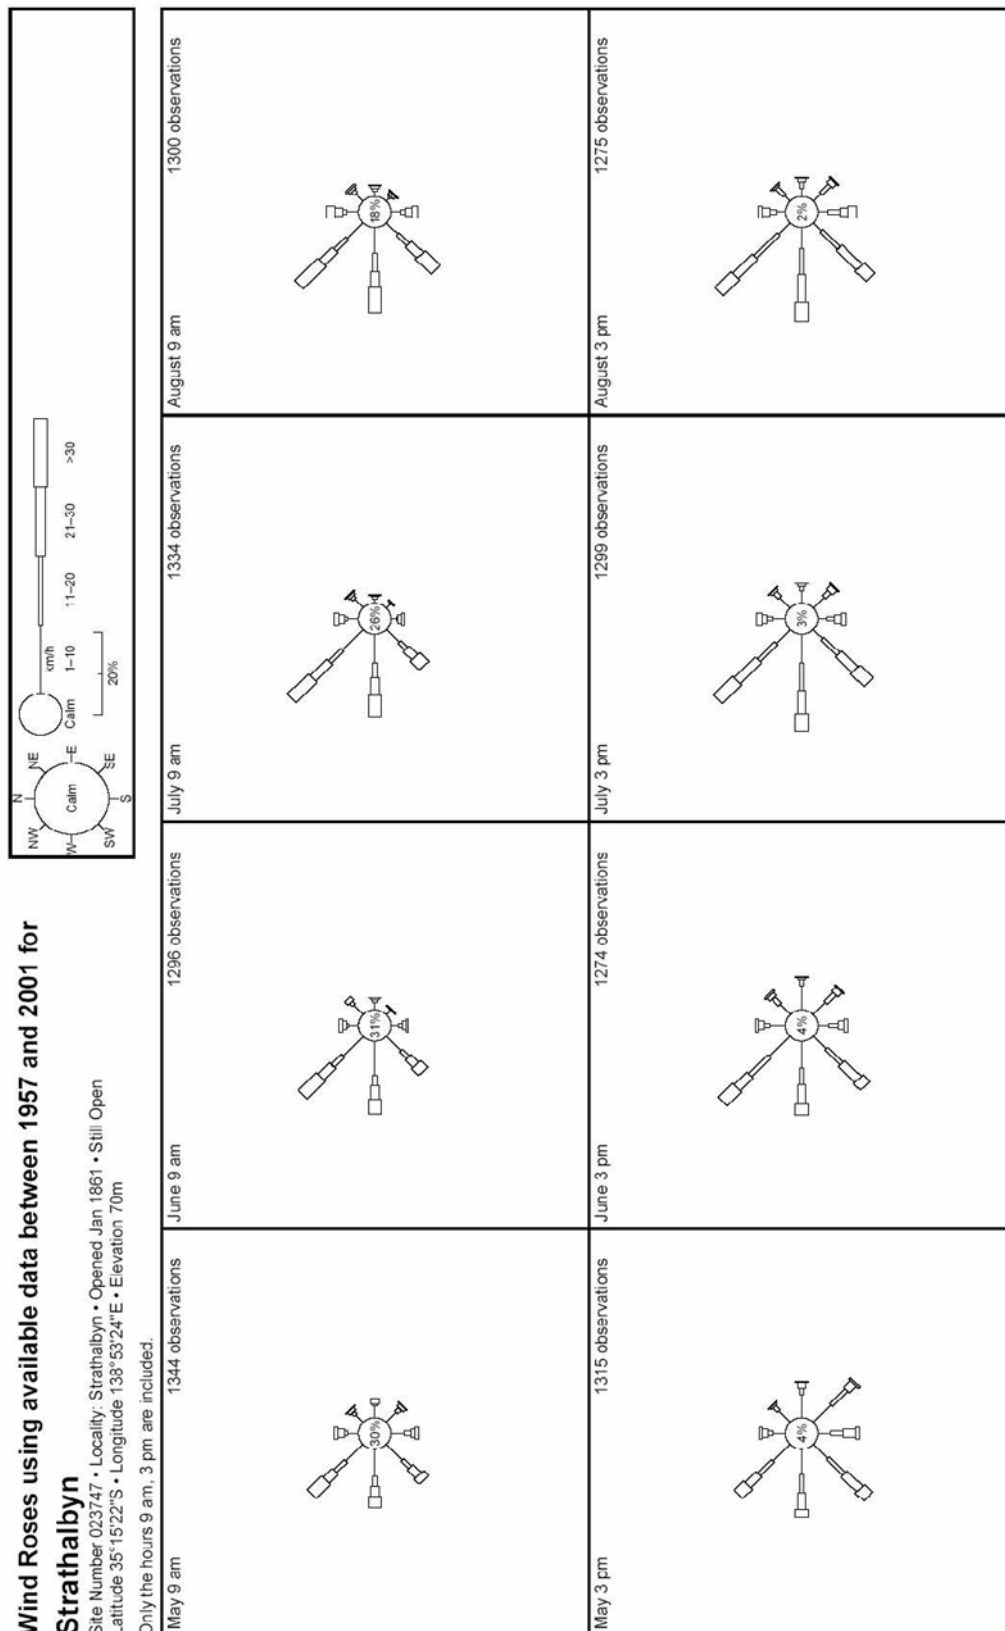 Wind Roses using available data between 1957 and 2001 for
Strathalbyn
Site Number 023747 • Locality: Strathalbyn • Opened Jan 1861 • Still Open
Latitude 35°15'22"S • Longitude 138°53'24"E • Elevation 70m
Only the hours 9 am, 3 pm are included.
N
NW
NE
W
Calm
E
SW
SE
S
km/h
Calm
1–10
11–20
21–30
>30
20%
May 9 am
1344 observations
30%
June 9 am
1296 observations
31%
July 9 am
1334 observations
26%
August 9 am
1300 observations
18%
May 3 pm
1315 observations
4%
June 3 pm
1274 observations
4%
July 3 pm
1299 observations
3%
August 3 pm
1275 observations
2%